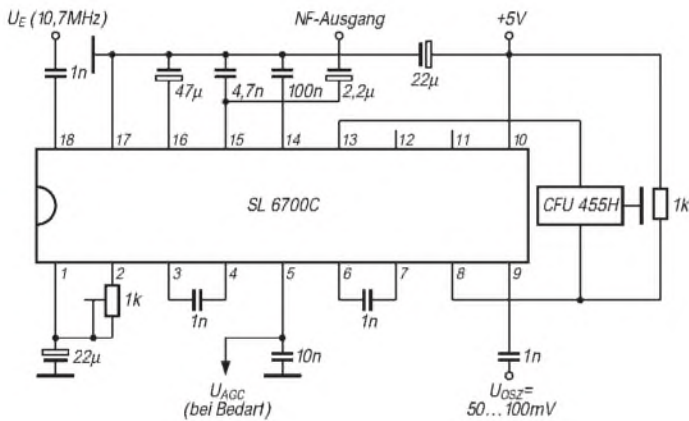 U_E (10,7MHz)
NF-Ausgang
+5V
1n
47µ
4,7n
100n
2,2µ
22µ
18
17
16
15
14
13
12
11
10
SL 6700C
CFU 455H
1k
1
2
3
4
5
6
7
8
9
1k
1n
1n
22µ
10n
1n
U_AGC
(bei Bedarf)
U_OSZ=
50...100mV